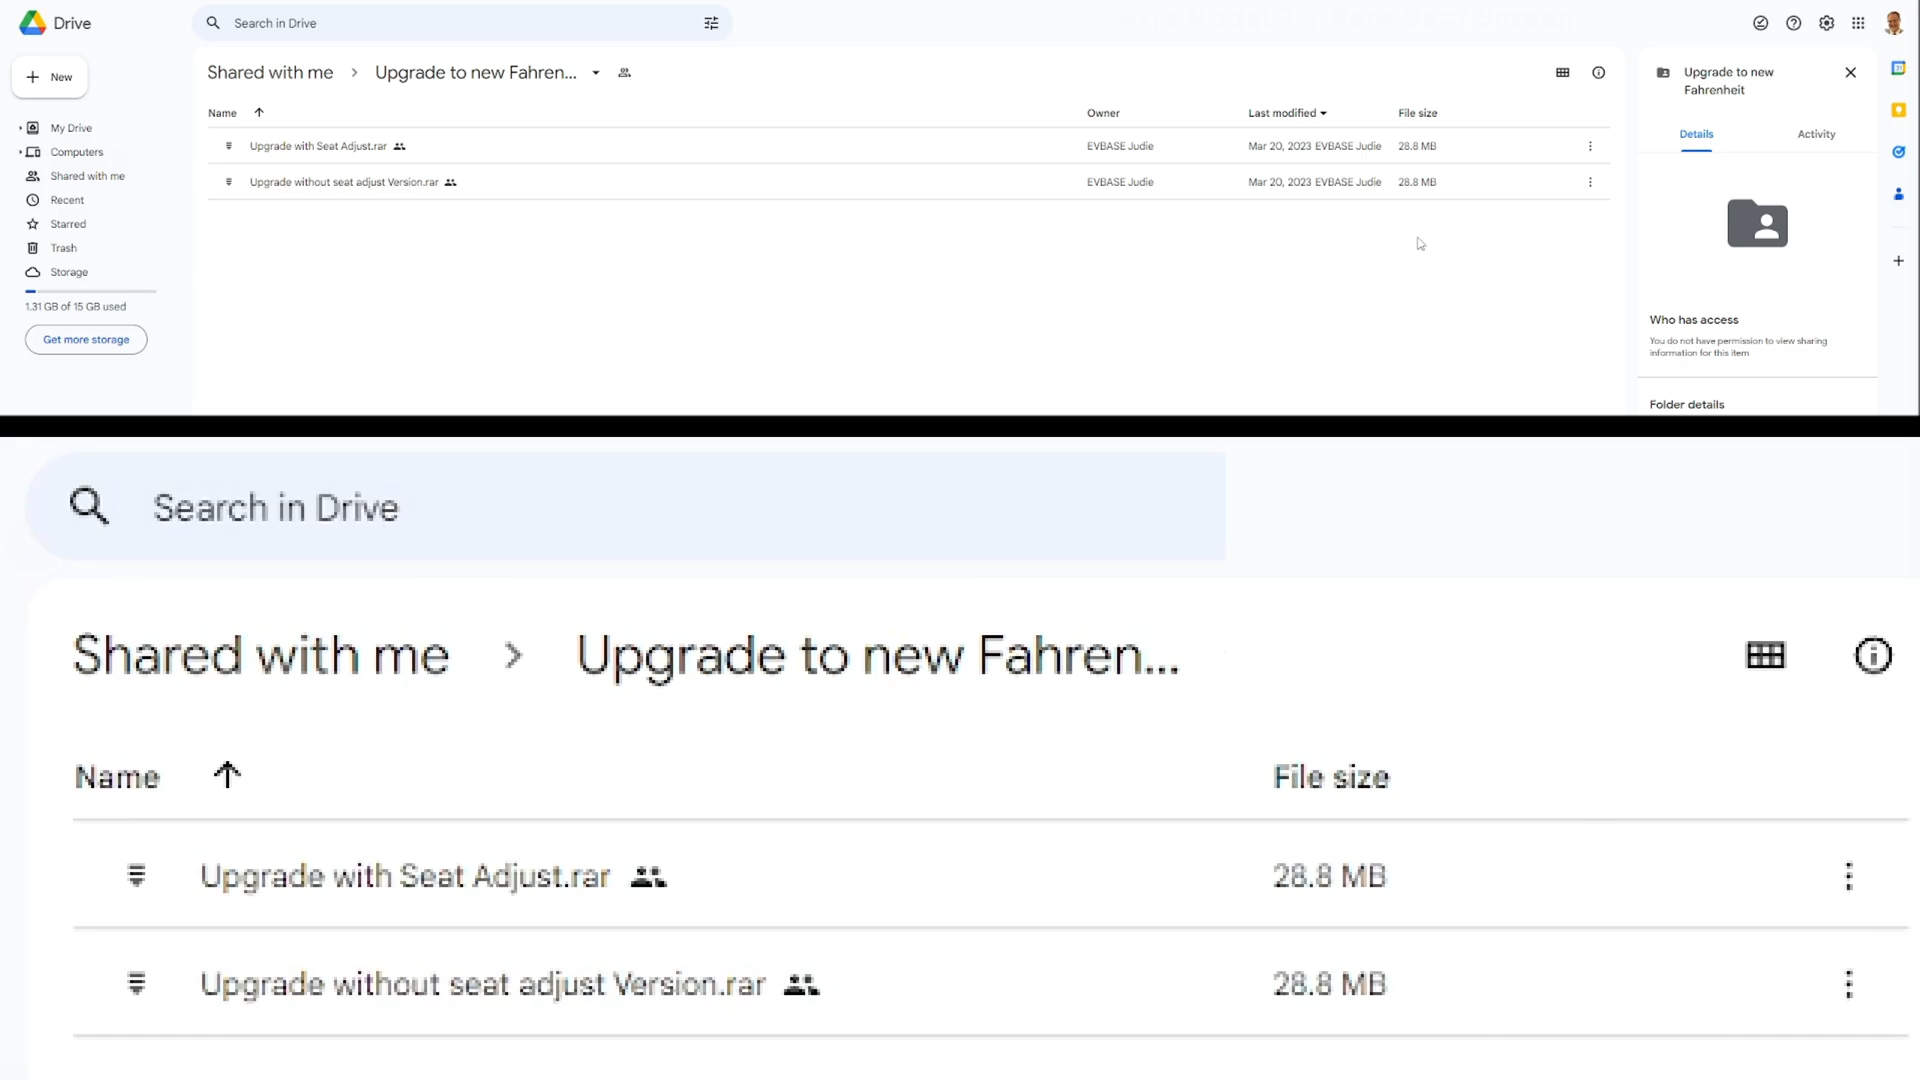 Drive
Search in Drive
New
Shared with me > Upgrade to new Fahren...
Upgrade to new
Fahrenheit
Name Owner Last modified File size
Details Activity
My Drive
Upgrade with Seat Adjust.rar EVBASE Judie Mar 20, 2023 EVBASE Judie 28.8 MB
Computers
Shared with me
Upgrade without seat adjust Version.rar EVBASE Judie Mar 20, 2023 EVBASE Judie 28.8 MB
Recent
Starred
Trash
Storage
1.31 GB of 15 GB used
Get more storage
Who has access
You do not have permission to view sharing
information for this item
Folder details
Search in Drive
Shared with me > Upgrade to new Fahren...
Name File size
Upgrade with Seat Adjust.rar 28.8 MB
Upgrade without seat adjust Version.rar 28.8 MB